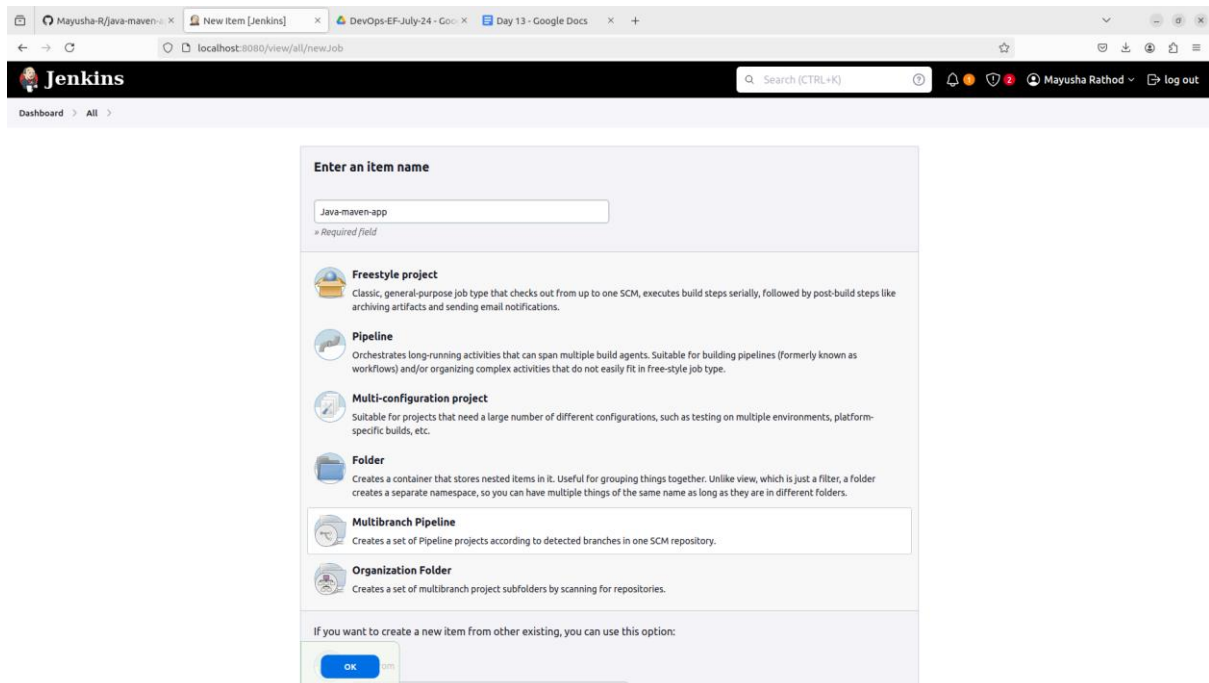 Mayusha-R/java-maven-a
New Item [Jenkins]
DevOps-EF-July-24 - Goo
Day 13 - Google Docs
localhost:8080/view/all/newJob
Jenkins
Search (CTRL+K)
1
2
Mayusha Rathod
log out
Dashboard > All >
Enter an item name
Java-maven-app
» Required field
Freestyle project
Classic, general-purpose job type that checks out from up to one SCM, executes build steps serially, followed by post-build steps like
archiving artifacts and sending email notifications.
Pipeline
Orchestrates long-running activities that can span multiple build agents. Suitable for building pipelines (formerly known as
workflows) and/or organizing complex activities that do not easily fit in free-style job type.
Multi-configuration project
Suitable for projects that need a large number of different configurations, such as testing on multiple environments, platform-
specific builds, etc.
Folder
Creates a container that stores nested items in it. Useful for grouping things together. Unlike view, which is just a filter, a folder
creates a separate namespace, so you can have multiple things of the same name as long as they are in different folders.
Multibranch Pipeline
Creates a set of Pipeline projects according to detected branches in one SCM repository.
Organization Folder
Creates a set of multibranch project subfolders by scanning for repositories.
If you want to create a new item from other existing, you can use this option:
OK